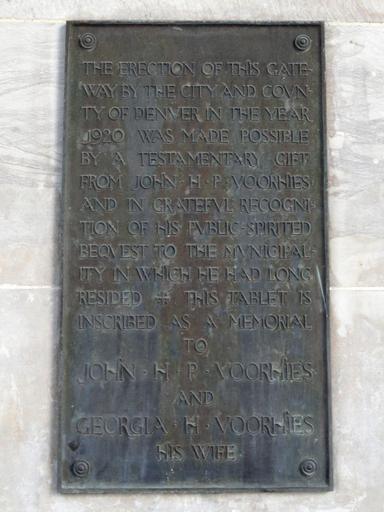 THE ERECTION OF THIS GATE-
WAY BY THE CITY AND COVN-
TY OF DENVER IN THE YEAR
1920 WAS MADE POSSIBLE
BY A TESTAMENTARY GIFT
FROM JOHN·H·P·VOORHIES
AND IN GRATEFVL RECOGNI-
TION OF HIS PVBLIC-SPIRITED
BEQVEST TO THE MVNICIPAL-
ITY IN WHICH HE HAD LONG
RESIDED ⁜ THIS TABLET IS
INSCRIBED AS A MEMORIAL
TO
JOHN·H·P·VOORHIES
AND
GEORGIA·H·VOORHIES
HIS WIFE